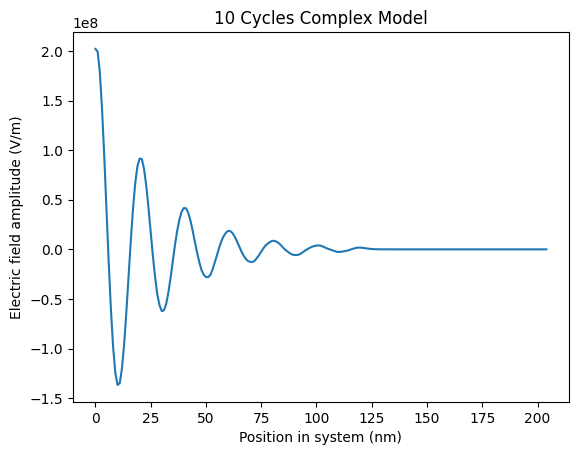 10 Cycles Complex Model
1e8
2.0
1.5
1.0
0.5
0.0
−0.5
−1.0
−1.5
Electric field amplitude (V/m)
0 25 50 75 100 125 150 175 200
Position in system (nm)